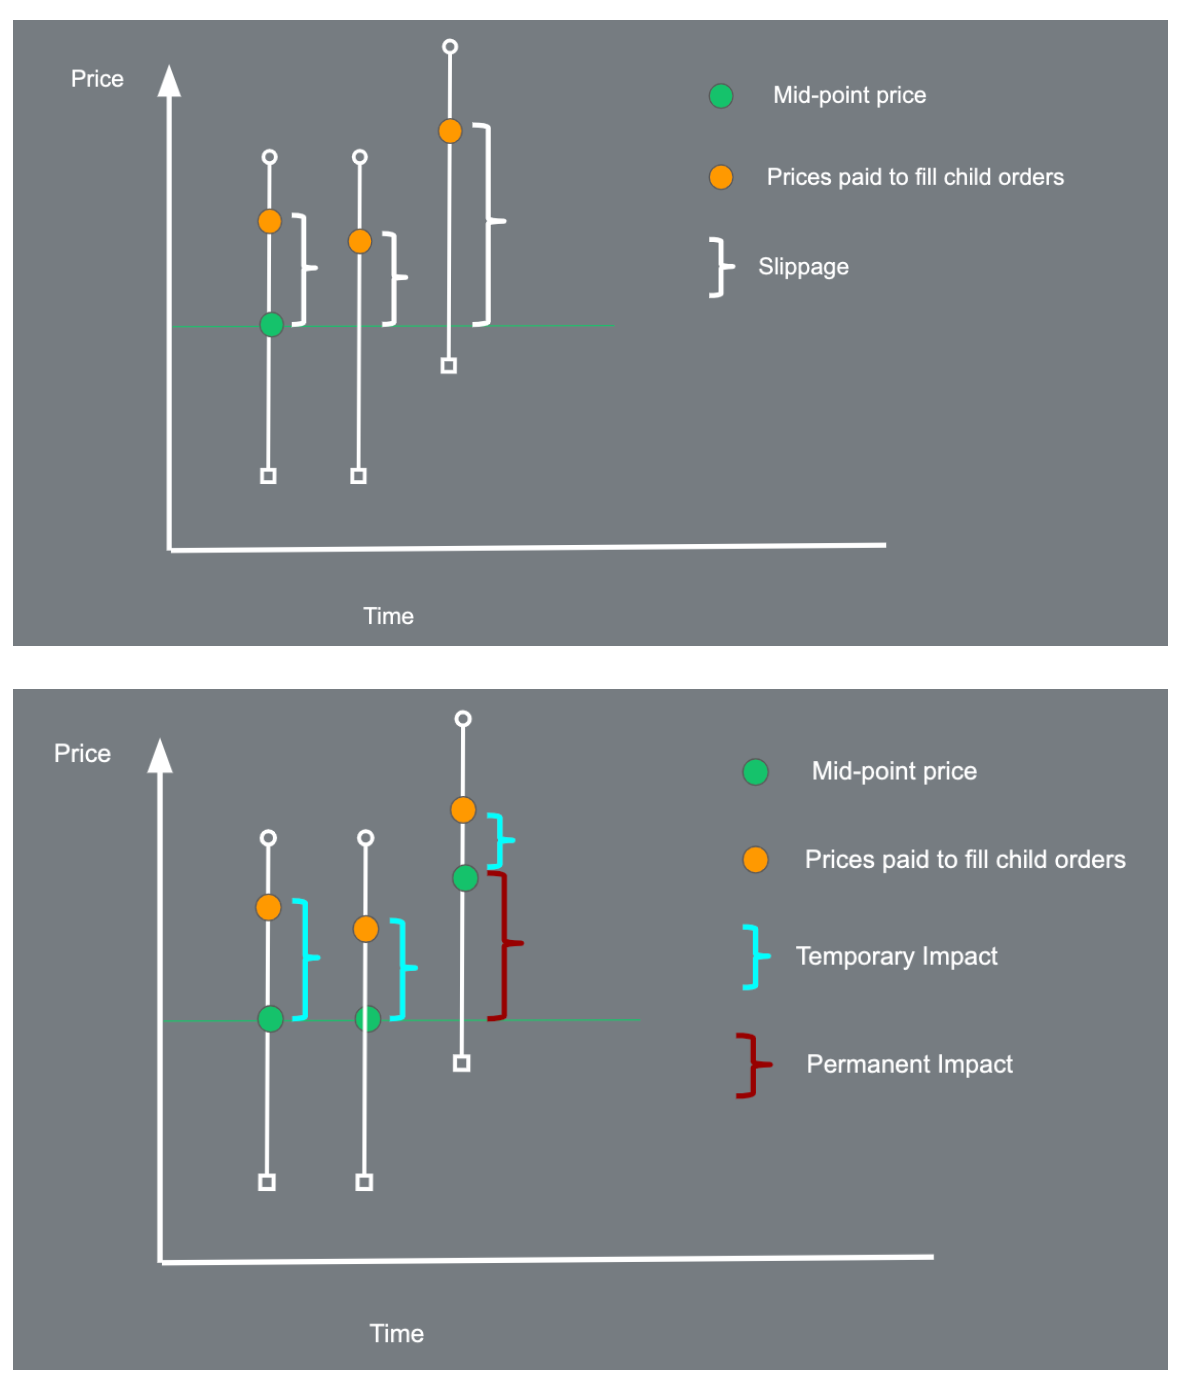 Price
Mid-point price
Prices paid to fill child orders
Slippage
Time
Price
Mid-point price
Prices paid to fill child orders
Temporary Impact
Permanent Impact
Time